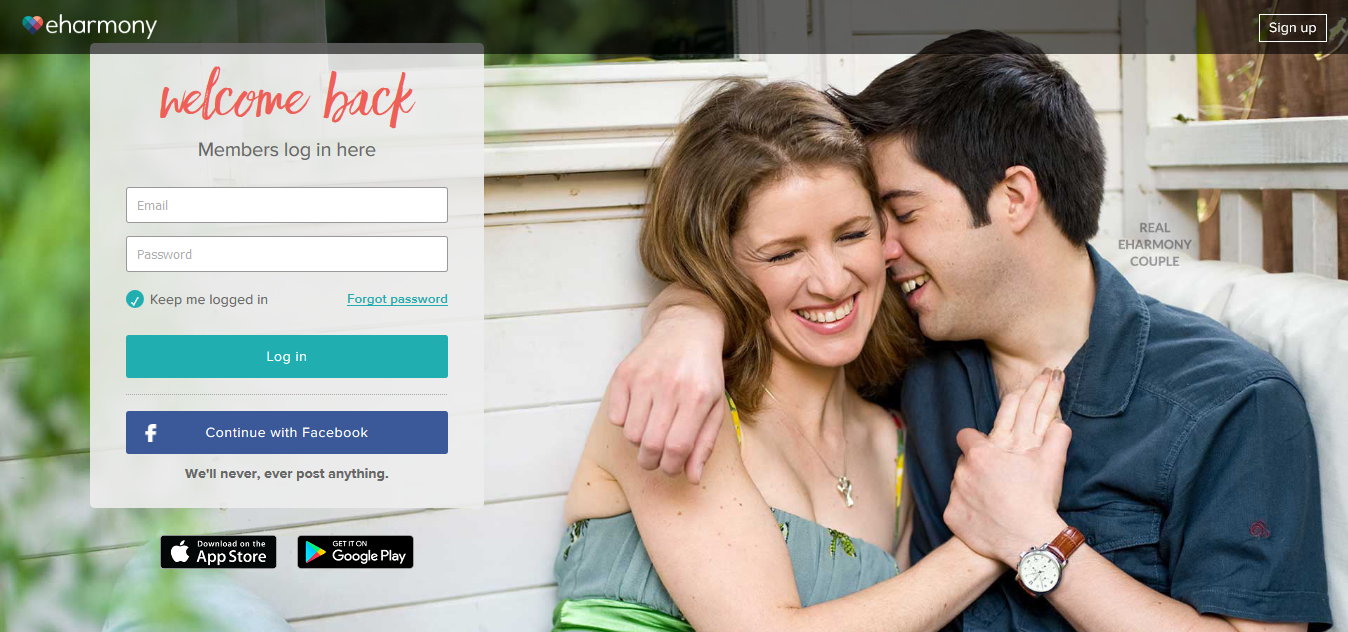 eharmony
Sign up
welcome back
Members log in here
Email
Password
Keep me logged in
Forgot password
Log in
f
Continue with Facebook
We'll never, ever post anything.
Download on the
App Store
GET IT ON
Google Play
REAL
EHARMONY
COUPLE